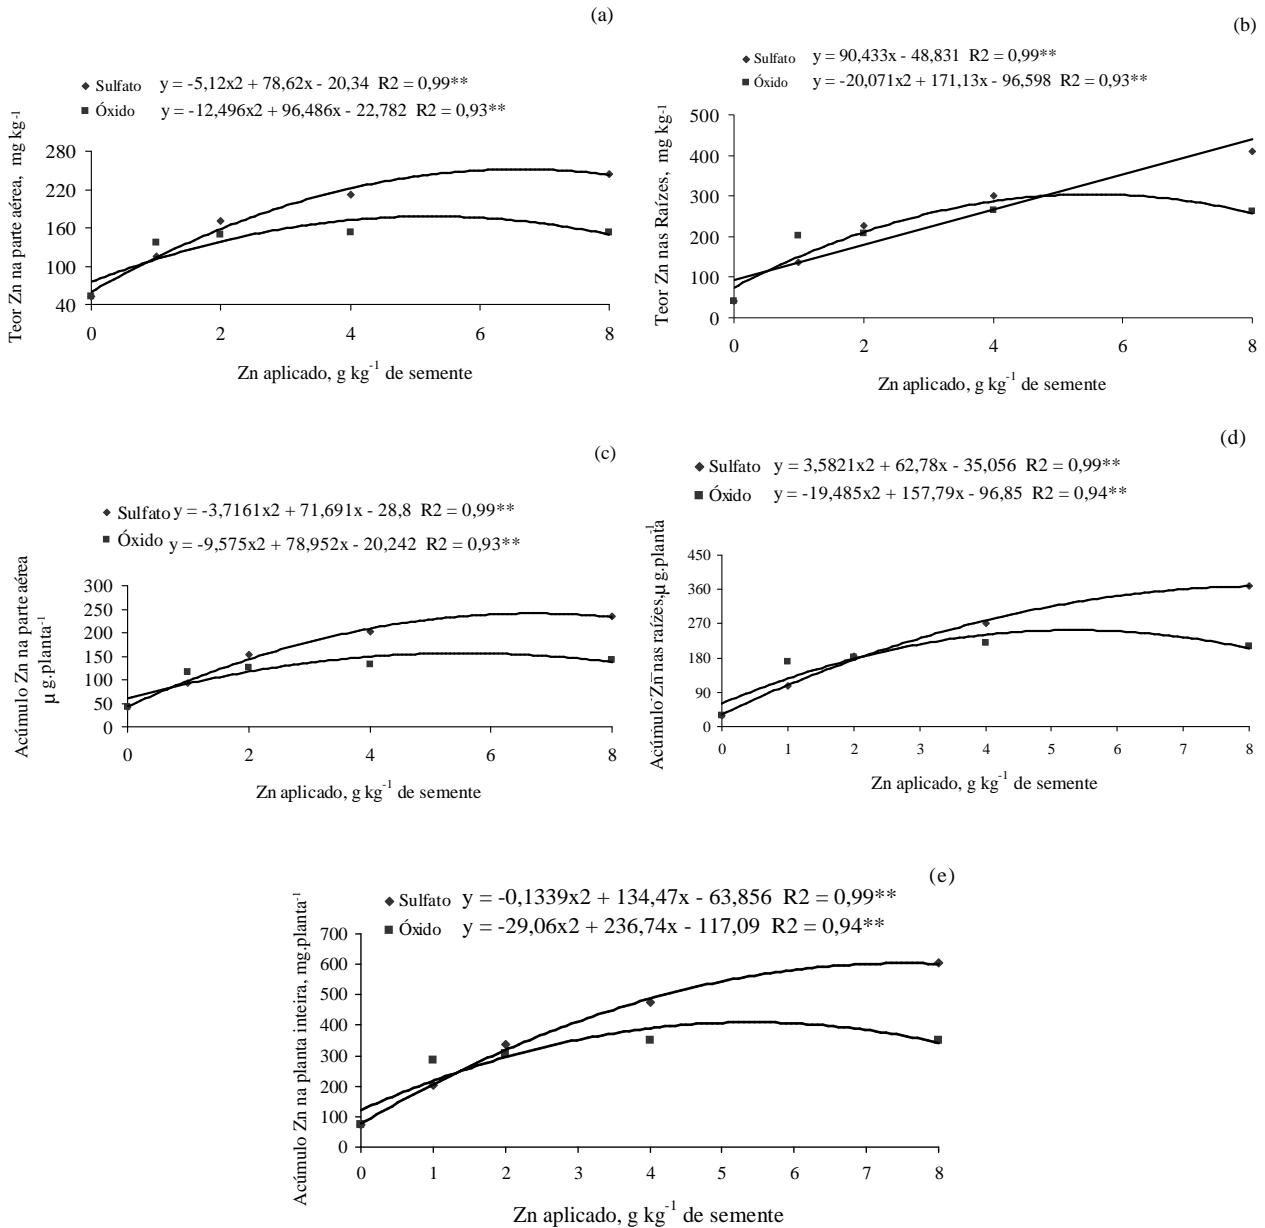 (a)
Sulfato y = -5,12x2 + 78,62x - 20,34 R2 = 0,99**
Óxido y = -12,496x2 + 96,486x - 22,782 R2 = 0,93**
Teor Zn na parte aérea, mg kg-1
280
220
160
100
40
0 2 4 6 8
Zn aplicado, g kg-1 de semente
(b)
Sulfato y = 90,433x - 48,831 R2 = 0,99**
Óxido y = -20,071x2 + 171,13x - 96,598 R2 = 0,93**
Teor Zn nas Raízes, mg kg-1
500
400
300
200
100
0
0 2 4 6 8
Zn aplicado, g kg-1 de semente
(c)
Sulfato y = -3,7161x2 + 71,691x - 28,8 R2 = 0,99**
Óxido y = -9,575x2 + 78,952x - 20,242 R2 = 0,93**
Acúmulo Zn na parte aérea
µ g.planta-1
300
250
200
150
100
50
0
0 2 4 6 8
Zn aplicado, g kg-1 de semente
(d)
Sulfato y = 3,5821x2 + 62,78x - 35,056 R2 = 0,99**
Óxido y = -19,485x2 + 157,79x - 96,85 R2 = 0,94**
Acúmulo Zn nas raízes,µ g.planta-1
450
360
270
180
90
0
0 1 2 3 4 5 6 7 8
Zn aplicado, g kg-1 de semente
(e)
Sulfato y = -0,1339x2 + 134,47x - 63,856 R2 = 0,99**
Óxido y = -29,06x2 + 236,74x - 117,09 R2 = 0,94**
Acúmulo Zn na planta inteira, mg.planta-1
700
600
500
400
300
200
100
0
0 1 2 3 4 5 6 7 8
Zn aplicado, g kg-1 de semente